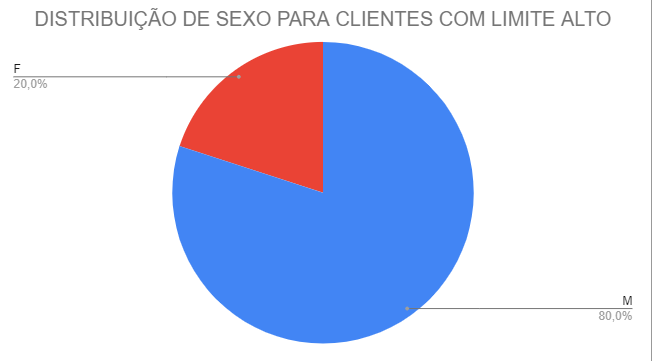 DISTRIBUIÇÃO DE SEXO PARA CLIENTES COM LIMITE ALTO
F
20,0%
M
80,0%